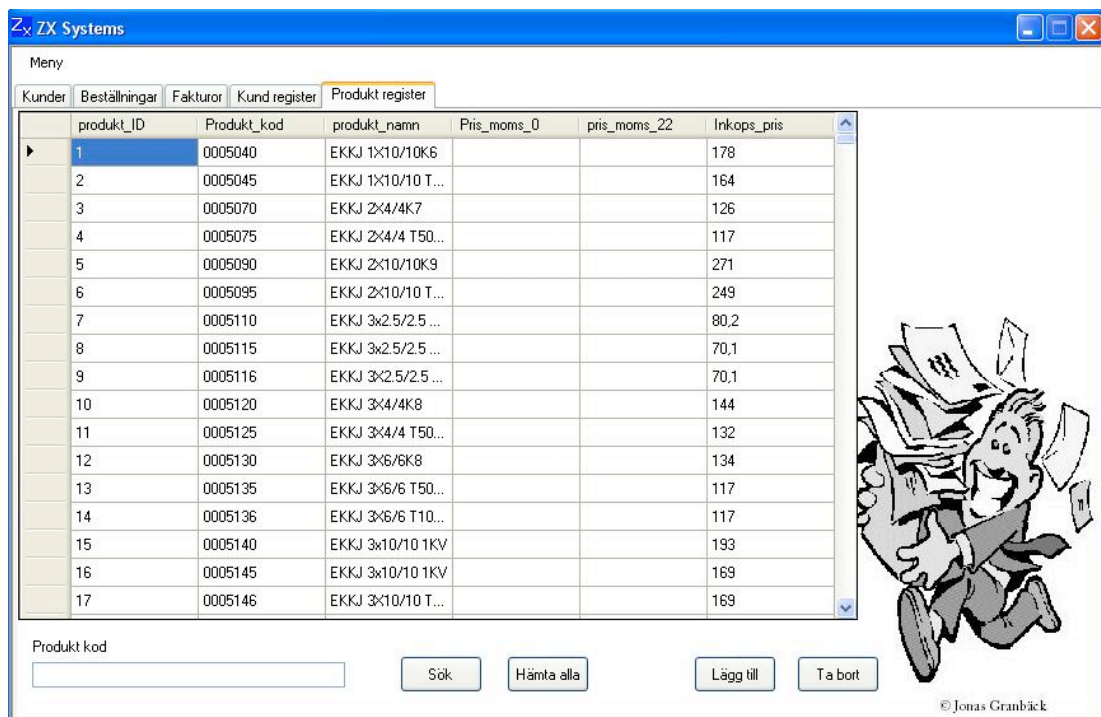 Zx ZX Systems
Meny
Kunder Beställningar Fakturor Kund register Produkt register
produkt_ID Produkt_kod produkt_namn Pris_moms_0 pris_moms_22 Inkops_pris
1 0005040 EKKJ 1X10/10K6 178
2 0005045 EKKJ 1X10/10 T... 164
3 0005070 EKKJ 2X4/4K7 126
4 0005075 EKKJ 2X4/4 T50... 117
5 0005090 EKKJ 2X10/10K9 271
6 0005095 EKKJ 2X10/10 T... 249
7 0005110 EKKJ 3x2.5/2.5 ... 80,2
8 0005115 EKKJ 3x2.5/2.5 ... 70,1
9 0005116 EKKJ 3X2.5/2.5 ... 70,1
10 0005120 EKKJ 3X4/4K8 144
11 0005125 EKKJ 3X4/4 T50... 132
12 0005130 EKKJ 3X6/6K8 134
13 0005135 EKKJ 3X6/6 T50... 117
14 0005136 EKKJ 3X6/6 T10... 117
15 0005140 EKKJ 3x10/10 1KV 193
16 0005145 EKKJ 3x10/10 1KV 169
17 0005146 EKKJ 3X10/10 T... 169
Produkt kod
Sök Hämta alla Lägg till Ta bort
© Jonas Granbäck